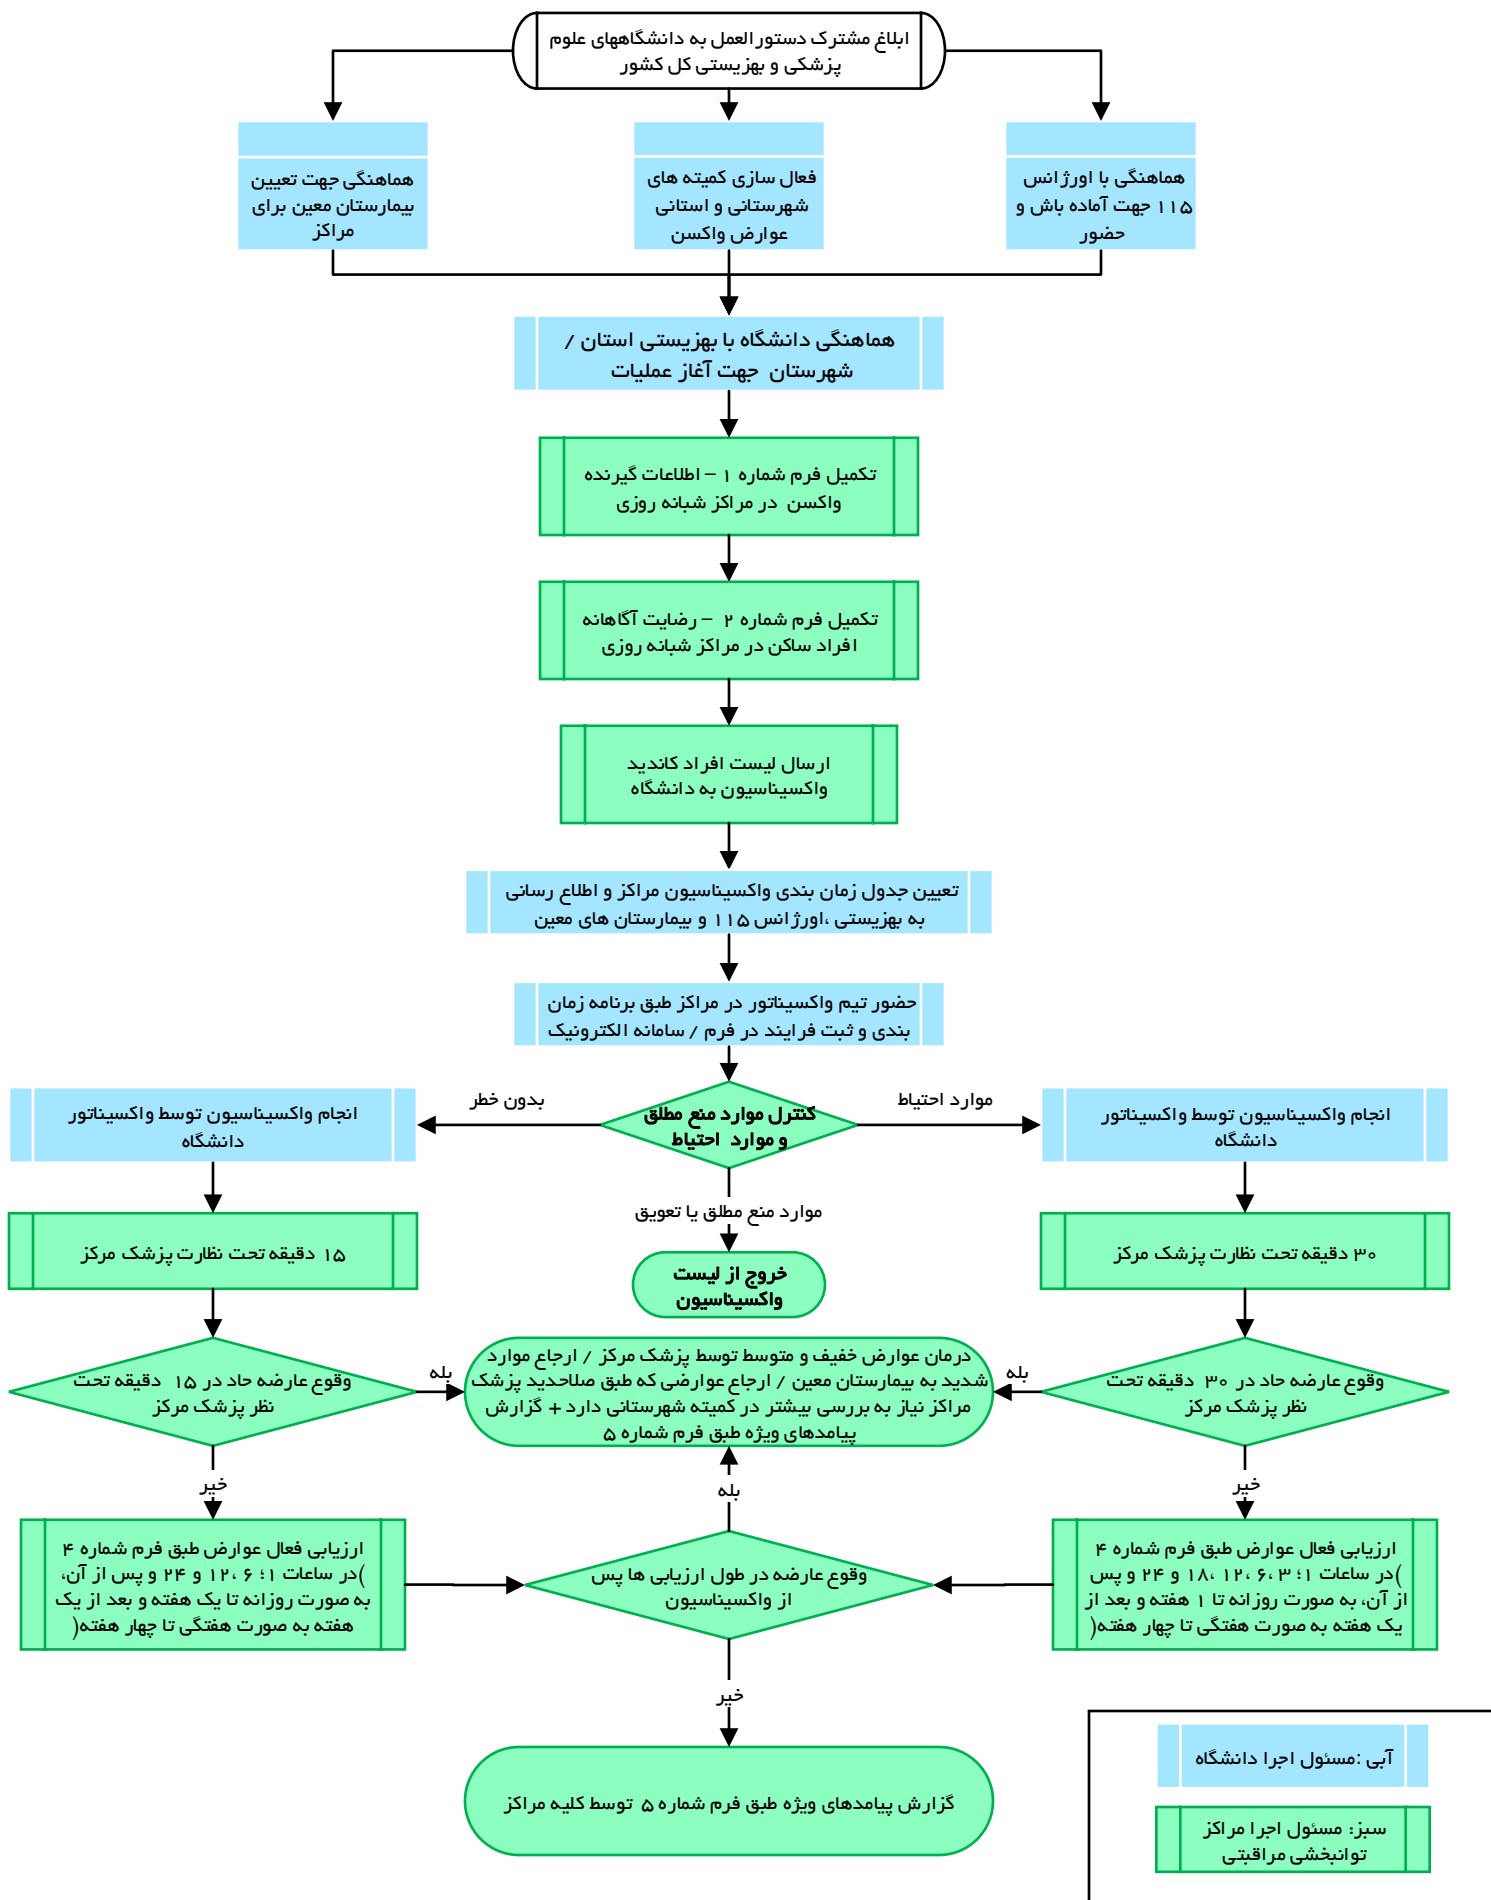 ابلاغ مشترک دستورالعمل به دانشگاههای علوم
پزشکی و بهزیستی کل کشور
هماهنگی با اورژانس
۱۱۵ جهت آماده باش و
حضور
فعال سازی کمیته های
شهرستانی و استانی
عوارض واکسن
هماهنگی جهت تعیین
بیمارستان معین برای
مراکز
هماهنگی دانشگاه با بهزیستی استان /
شهرستان جهت آغاز عملیات
تکمیل فرم شماره ۱ – اطلاعات گیرنده
واکسن در مراکز شبانه روزی
تکمیل فرم شماره ۲ – رضایت آگاهانه
افراد ساکن در مراکز شبانه روزی
ارسال لیست افراد کاندید
واکسیناسیون به دانشگاه
تعیین جدول زمان بندی واکسیناسیون مراکز و اطلاع رسانی
به بهزیستی ،اورژانس ۱۱۵ و بیمارستان های معین
حضور تیم واکسیناتور در مراکز طبق برنامه زمان
بندی و ثبت فرایند در فرم / سامانه الکترونیک
کنترل موارد منع مطلق
و موارد احتیاط
موارد احتیاط
بدون خطر
انجام واکسیناسیون توسط واکسیناتور
دانشگاه
انجام واکسیناسیون توسط واکسیناتور
دانشگاه
موارد منع مطلق یا تعویق
خروج از لیست
واکسیناسیون
۳۰ دقیقه تحت نظارت پزشک مرکز
۱۵ دقیقه تحت نظارت پزشک مرکز
وقوع عارضه حاد در ۳۰ دقیقه تحت
نظر پزشک مرکز
بله
درمان عوارض خفیف و متوسط توسط پزشک مرکز / ارجاع موارد
شدید به بیمارستان معین / ارجاع عوارضی که طبق صلاحدید پزشک
مراکز نیاز به بررسی بیشتر در کمیته شهرستانی دارد + گزارش
پیامدهای ویژه طبق فرم شماره ۵
بله
وقوع عارضه حاد در ۱۵ دقیقه تحت
نظر پزشک مرکز
خیر
بله
خیر
ارزیابی فعال عوارض طبق فرم شماره ۴
)در ساعات ۱؛ ۳ ،۶ ،۱۲ ،۱۸ و ۲۴ و پس
از آن، به صورت روزانه تا ۱ هفته و بعد از
یک هفته به صورت هفتگی تا چهار هفته(
وقوع عارضه در طول ارزیابی ها پس
از واکسیناسیون
ارزیابی فعال عوارض طبق فرم شماره ۴
)در ساعات ۱؛ ۶ ،۱۲ و ۲۴ و پس از آن،
به صورت روزانه تا یک هفته و بعد از یک
هفته به صورت هفتگی تا چهار هفته(
خیر
گزارش پیامدهای ویژه طبق فرم شماره ۵ توسط کلیه مراکز
آبی :مسئول اجرا دانشگاه
سبز: مسئول اجرا مراکز
توانبخشی مراقبتی